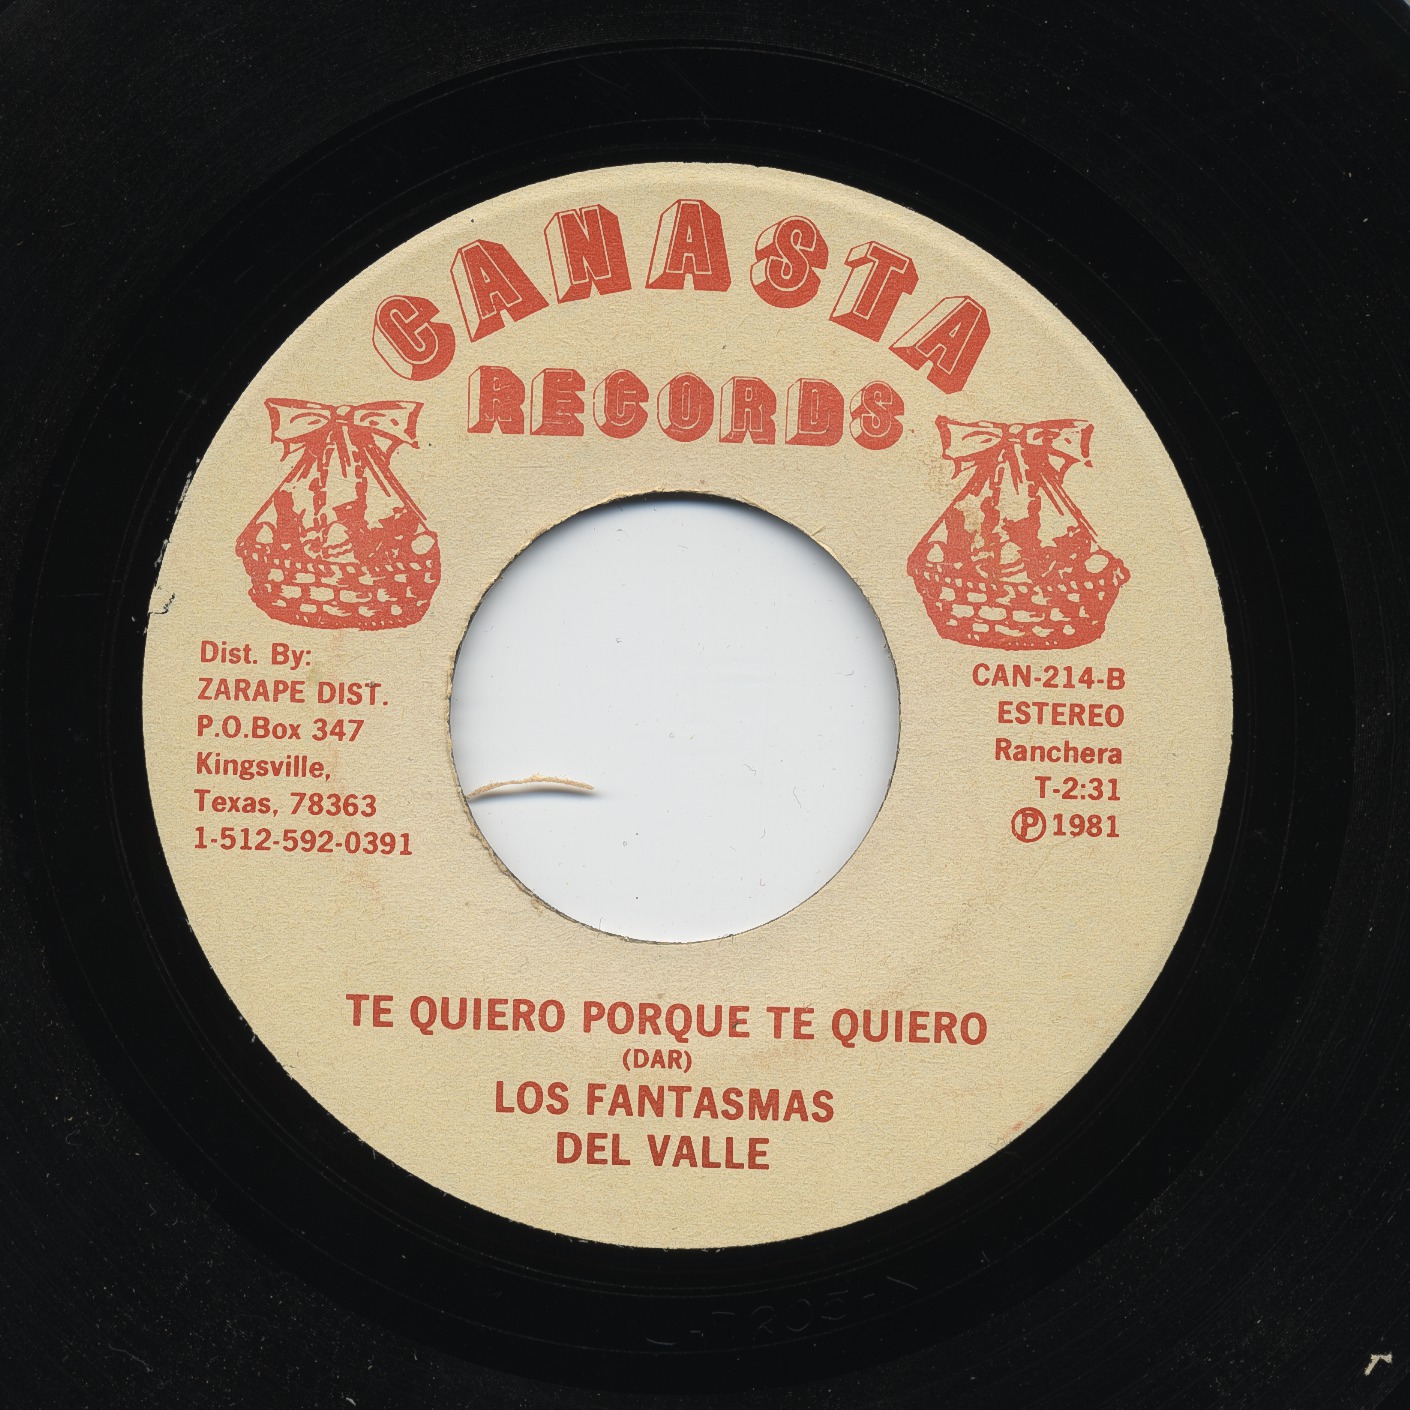 CANASTA
RECORDS
Dist. By:
ZARAPE DIST.
P.O.Box 347
Kingsville,
Texas, 78363
1-512-592-0391
CAN-214-B
ESTEREO
Ranchera
T-2:31
Ⓟ1981
TE QUIERO PORQUE TE QUIERO
(DAR)
LOS FANTASMAS
DEL VALLE